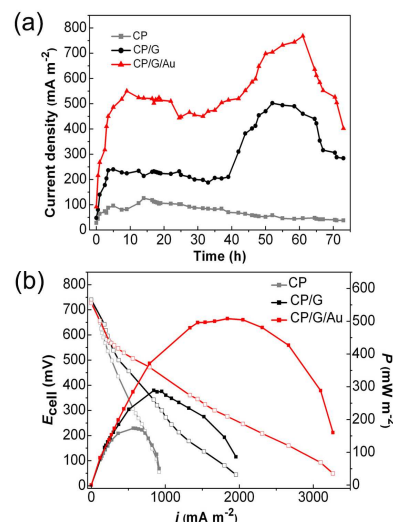 (a)
CP
CP/G
CP/G/Au
Current density (mA m⁻²)
800
700
600
500
400
300
200
100
0
0 10 20 30 40 50 60 70
Time (h)
(b)
CP
CP/G
CP/G/Au
E_cell (mV)
800
700
600
500
400
300
200
100
0
P (mW m⁻²)
600
500
400
300
200
100
0
0 1000 2000 3000
i (mA m⁻²)